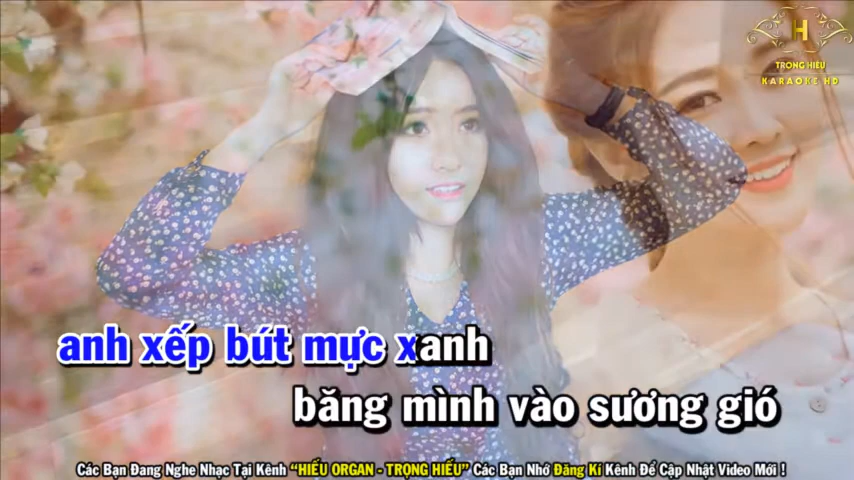 H
TRỌNG HIẾU
KARAOKE HD
anh xếp bút mực xanh
băng mình vào sương gió
Các Bạn Đang Nghe Nhạc Tại Kênh “HIẾU ORGAN - TRỌNG HIẾU” Các Bạn Nhớ Đăng Kí Kênh Để Cập Nhật Video Mới !